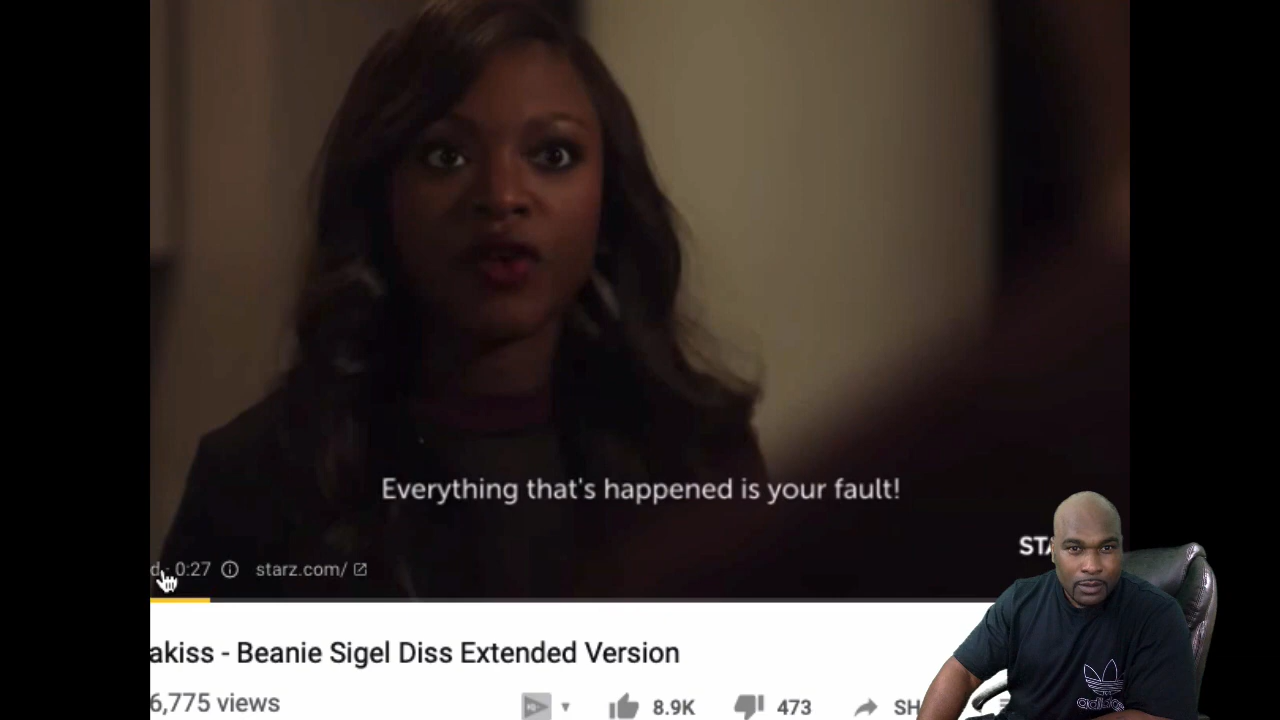 Everything that's happened is your fault!
STA
d · 0:27 starz.com/
akiss - Beanie Sigel Diss Extended Version
6,775 views 8.9K 473 SH
adidas